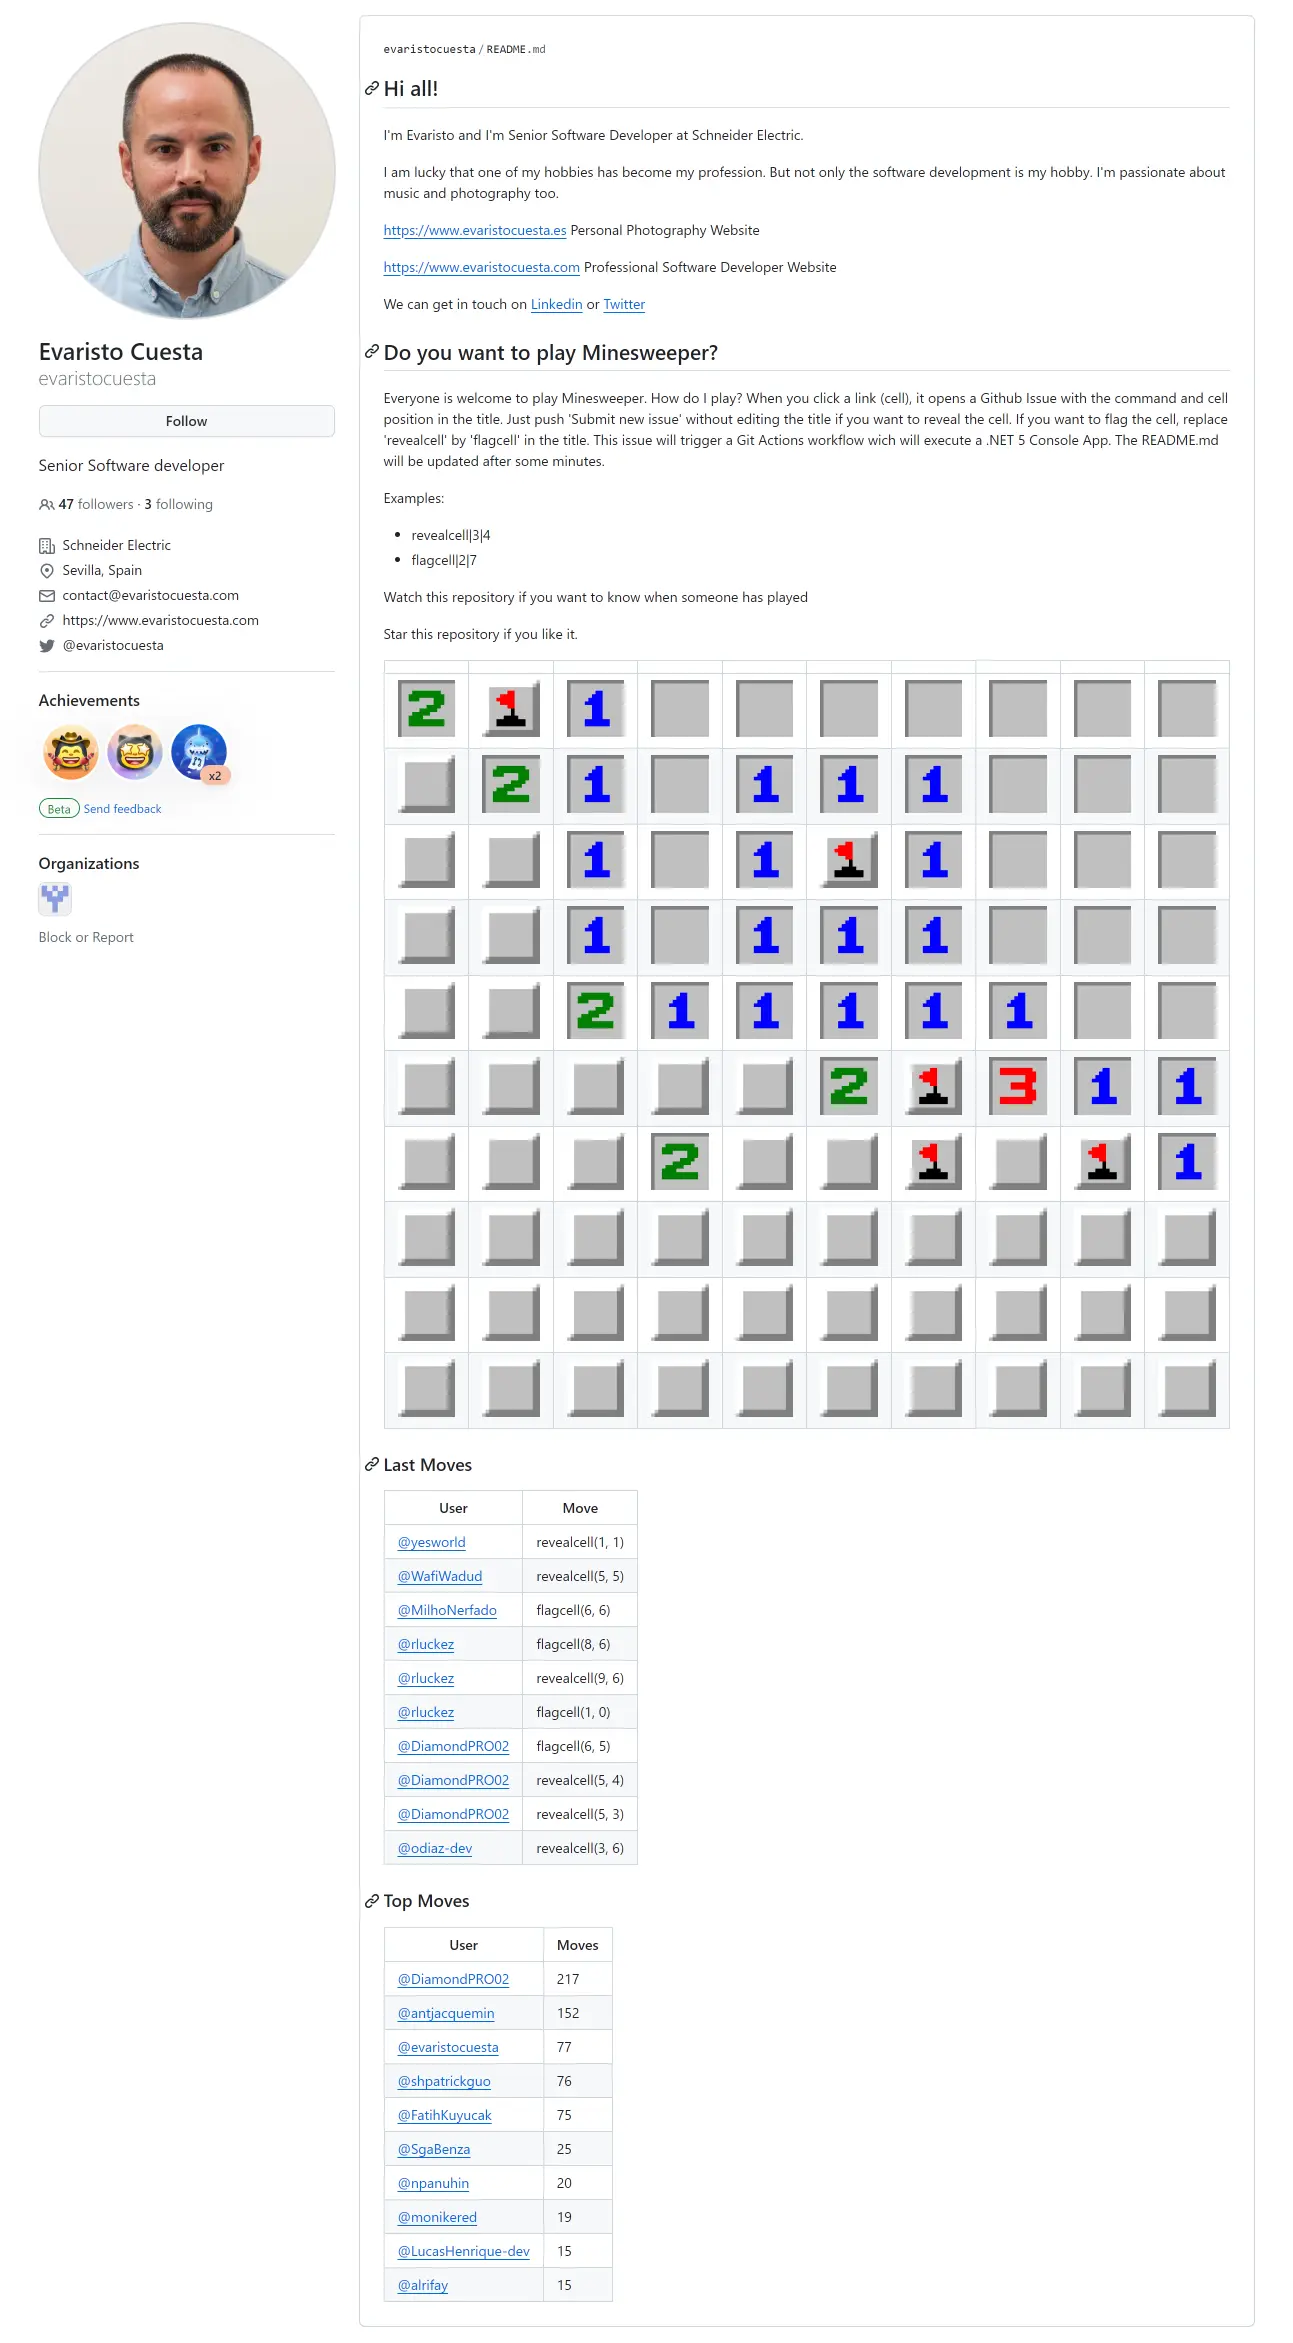 Evaristo Cuesta
evaristocuesta
Follow
Senior Software developer
47 followers · 3 following
Schneider Electric
Sevilla, Spain
contact@evaristocuesta.com
https://www.evaristocuesta.com
@evaristocuesta
Achievements
x2
Beta Send feedback
Organizations
Block or Report
evaristocuesta / README.md
Hi all!
I'm Evaristo and I'm Senior Software Developer at Schneider Electric.
I am lucky that one of my hobbies has become my profession. But not only the software development is my hobby. I'm passionate about
music and photography too.
https://www.evaristocuesta.es Personal Photography Website
https://www.evaristocuesta.com Professional Software Developer Website
We can get in touch on Linkedin or Twitter
Do you want to play Minesweeper?
Everyone is welcome to play Minesweeper. How do I play? When you click a link (cell), it opens a Github Issue with the command and cell
position in the title. Just push 'Submit new issue' without editing the title if you want to reveal the cell. If you want to flag the cell, replace
'revealcell' by 'flagcell' in the title. This issue will trigger a Git Actions workflow wich will execute a .NET 5 Console App. The README.md
will be updated after some minutes.
Examples:
• revealcell|3|4
• flagcell|2|7
Watch this repository if you want to know when someone has played
Star this repository if you like it.
2 1
2 1 1 1 1
1 1 1
1 1 1 1
2 1 1 1 1 1
2 3 1 1
2 1
Last Moves
User Move
@yesworld revealcell(1, 1)
@WafiWadud revealcell(5, 5)
@MilhoNerfado flagcell(6, 6)
@rluckez flagcell(8, 6)
@rluckez revealcell(9, 6)
@rluckez flagcell(1, 0)
@DiamondPRO02 flagcell(6, 5)
@DiamondPRO02 revealcell(5, 4)
@DiamondPRO02 revealcell(5, 3)
@odiaz-dev revealcell(3, 6)
Top Moves
User Moves
@DiamondPRO02 217
@antjacquemin 152
@evaristocuesta 77
@shpatrickguo 76
@FatihKuyucak 75
@SgaBenza 25
@npanuhin 20
@monikered 19
@LucasHenrique-dev 15
@alrifay 15